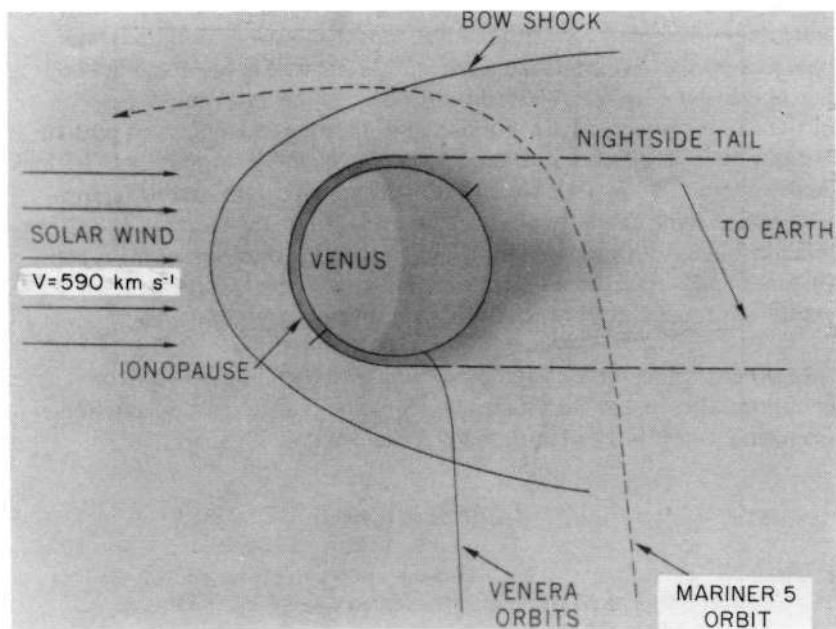 BOW SHOCK
NIGHTSIDE TAIL
TO EARTH
SOLAR WIND
VENUS
V=590 km s⁻¹
IONOPAUSE
VENERA
ORBITS
MARINER 5
ORBIT